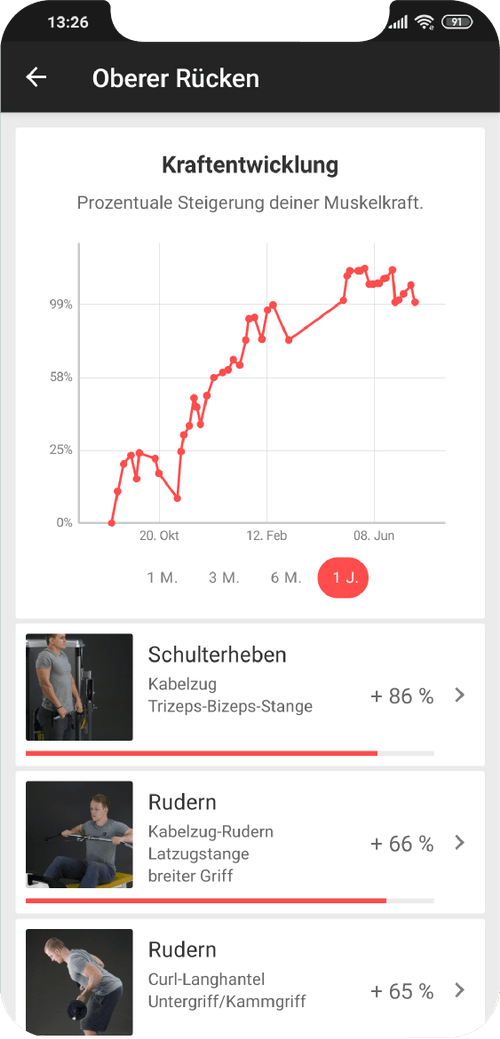 13:26
91
Oberer Rücken
Kraftentwicklung
Prozentuale Steigerung deiner Muskelkraft.
99%
58%
25%
0%
20. Okt
12. Feb
08. Jun
1 M.
3 M.
6 M.
1 J.
Schulterheben
Kabelzug
Trizeps-Bizeps-Stange
+ 86 %
Rudern
Kabelzug-Rudern
Latzugstange
breiter Griff
+ 66 %
Rudern
Curl-Langhantel
Untergriff/Kammgriff
+ 65 %